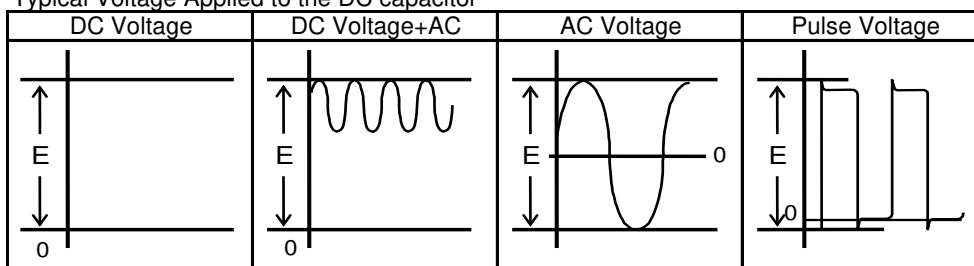 Typical Voltage Applied to the DC capacitor
DC Voltage DC Voltage+AC AC Voltage Pulse Voltage
E E E 0 E
0
0 0